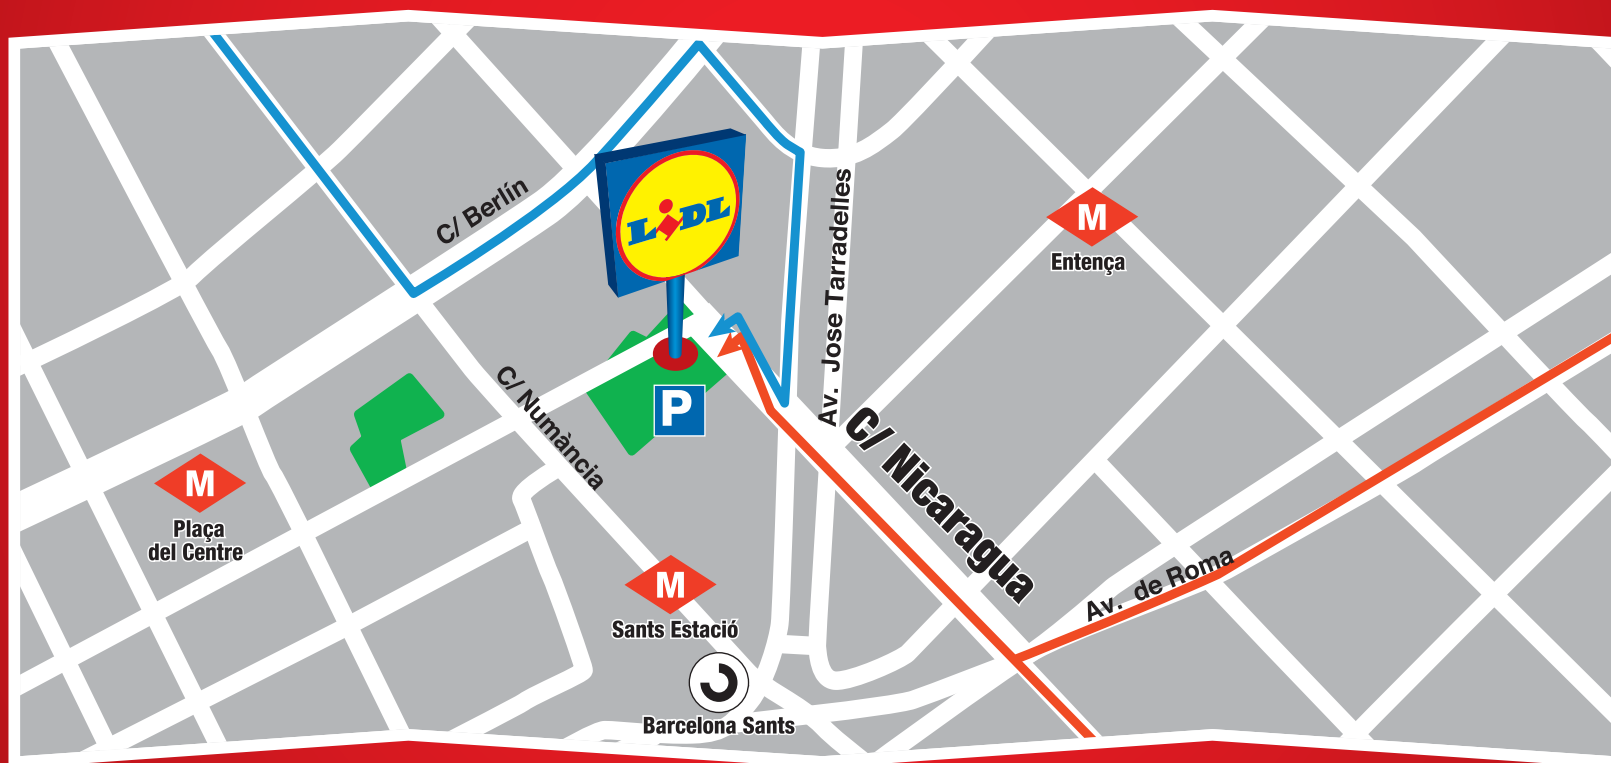 C/ Berlín
LIDL
Av. Jose Tarradelles
M
Entença
C/ Numància
P
C/ Nicaragua
M
Plaça
del Centre
M
Sants Estació
Av. de Roma
Barcelona Sants